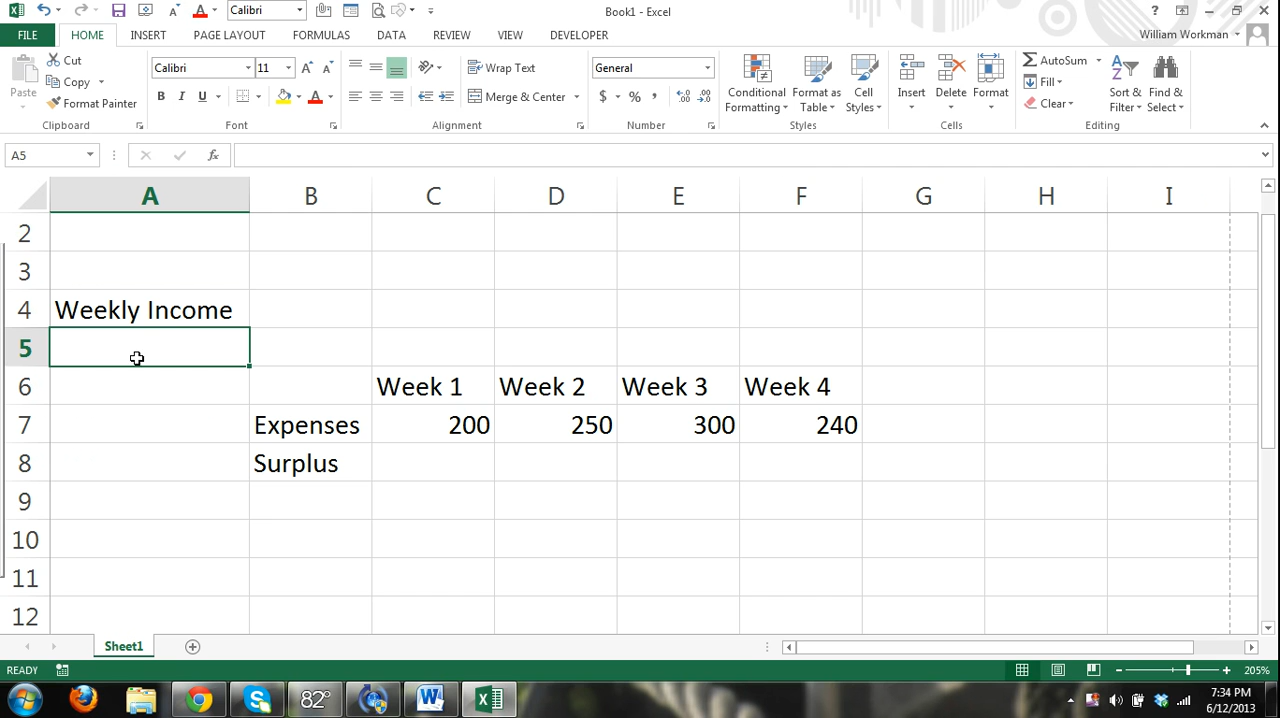 Calibri
Book1 - Excel
?
FILE HOME INSERT PAGE LAYOUT FORMULAS DATA REVIEW VIEW DEVELOPER William Workman
Paste
Cut
Copy
Format Painter
Clipboard
Calibri 11
B I U A
Font
Wrap Text
Merge & Center
Alignment
General
$ % ,
Number
Conditional Formatting
Format as Table
Cell Styles
Styles
Insert Delete Format
Cells
AutoSum
Fill
Clear
Sort & Filter
Find & Select
Editing
A5 fx
A B C D E F G H I
2
3
4 Weekly Income
5
6 Week 1 Week 2 Week 3 Week 4
7 Expenses 200 250 300 240
8 Surplus
9
10
11
12
Sheet1
READY 205%
82°
7:34 PM
6/12/2013